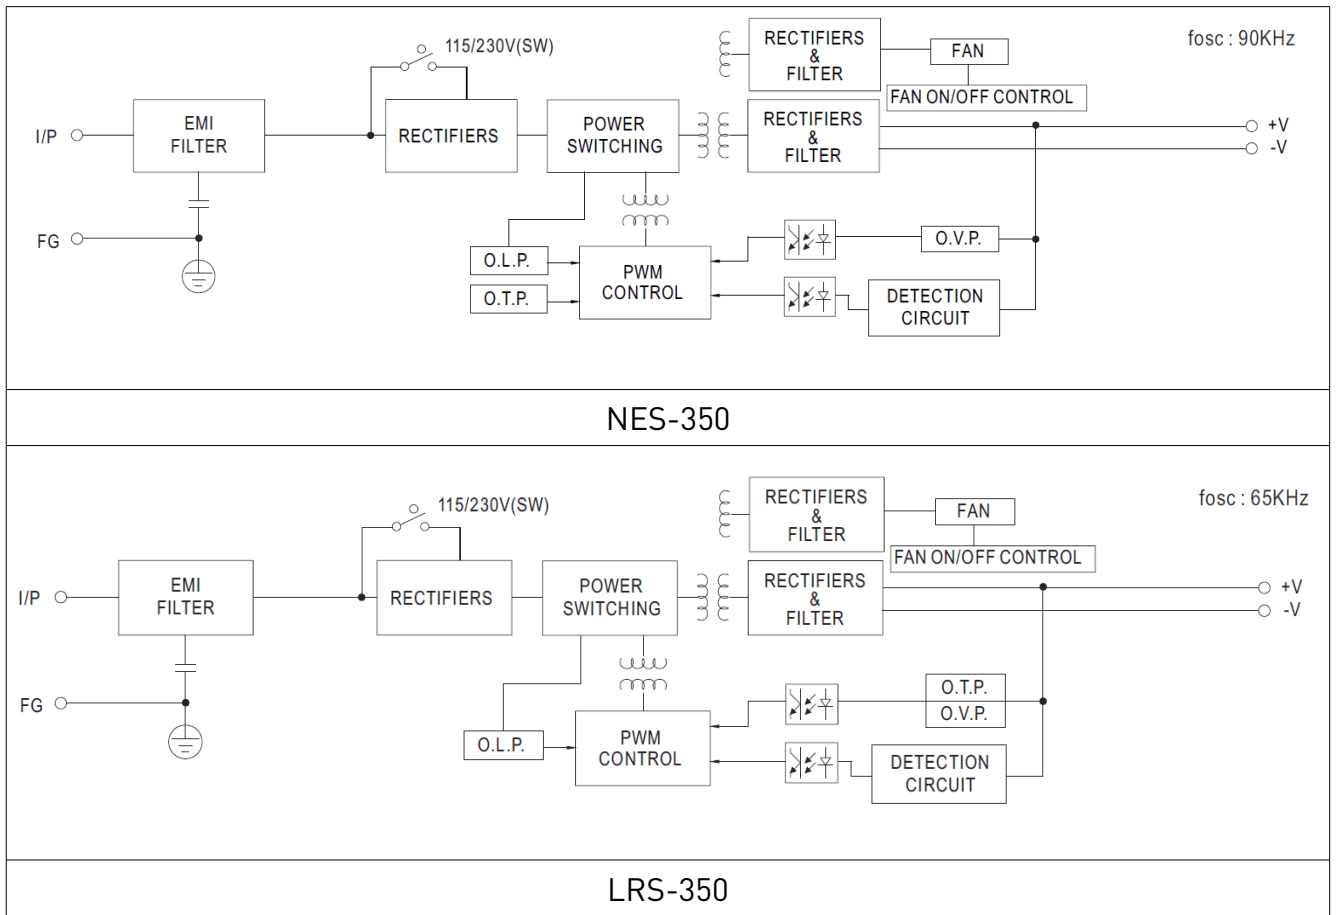 115/230V(SW)
RECTIFIERS
&
FILTER
FAN
fosc : 90KHz
FAN ON/OFF CONTROL
I/P
EMI
FILTER
RECTIFIERS
POWER
SWITCHING
RECTIFIERS
&
FILTER
+V
-V
FG
O.L.P.
O.T.P.
PWM
CONTROL
O.V.P.
DETECTION
CIRCUIT
NES-350
115/230V(SW)
RECTIFIERS
&
FILTER
FAN
fosc : 65KHz
FAN ON/OFF CONTROL
I/P
EMI
FILTER
RECTIFIERS
POWER
SWITCHING
RECTIFIERS
&
FILTER
+V
-V
FG
O.L.P.
PWM
CONTROL
O.T.P.
O.V.P.
DETECTION
CIRCUIT
LRS-350